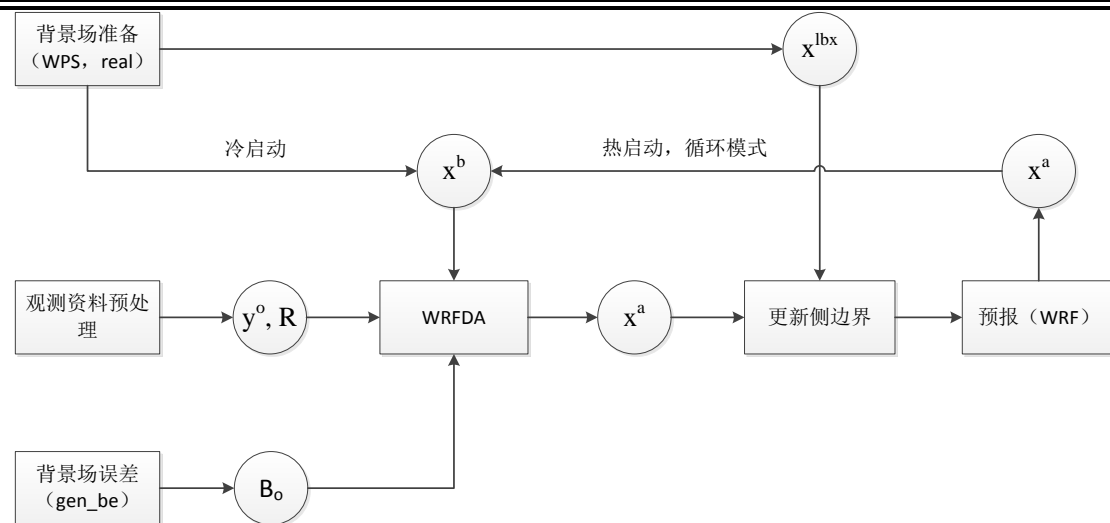 背景场准备
（WPS，real）
x^lbx
冷启动
热启动，循环模式
x^b
x^a
观测资料预处
理
y^o, R
WRFDA
x^a
更新侧边界
预报（WRF）
背景场误差
（gen_be）
B_o